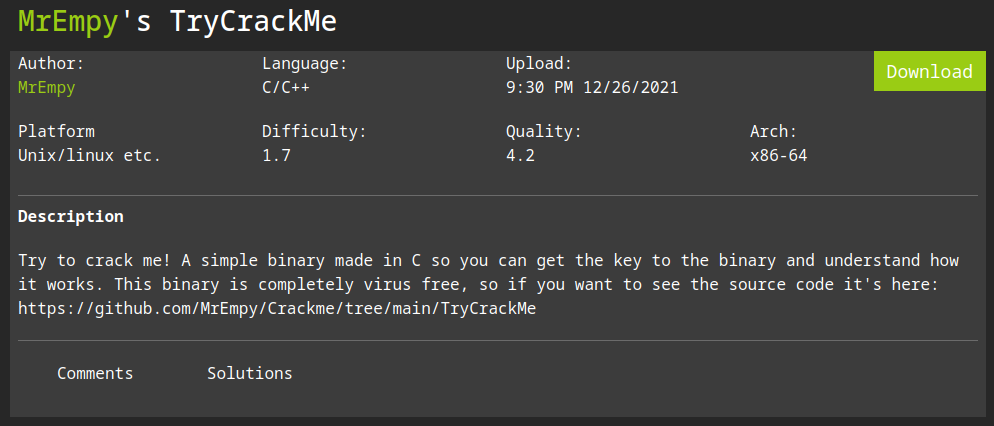 MrEmpy's TryCrackMe
Author: Language: Upload: Download
MrEmpy C/C++ 9:30 PM 12/26/2021
Platform Difficulty: Quality: Arch:
Unix/linux etc. 1.7 4.2 x86-64
Description
Try to crack me! A simple binary made in C so you can get the key to the binary and understand how
it works. This binary is completely virus free, so if you want to see the source code it's here:
https://github.com/MrEmpy/Crackme/tree/main/TryCrackMe
Comments Solutions